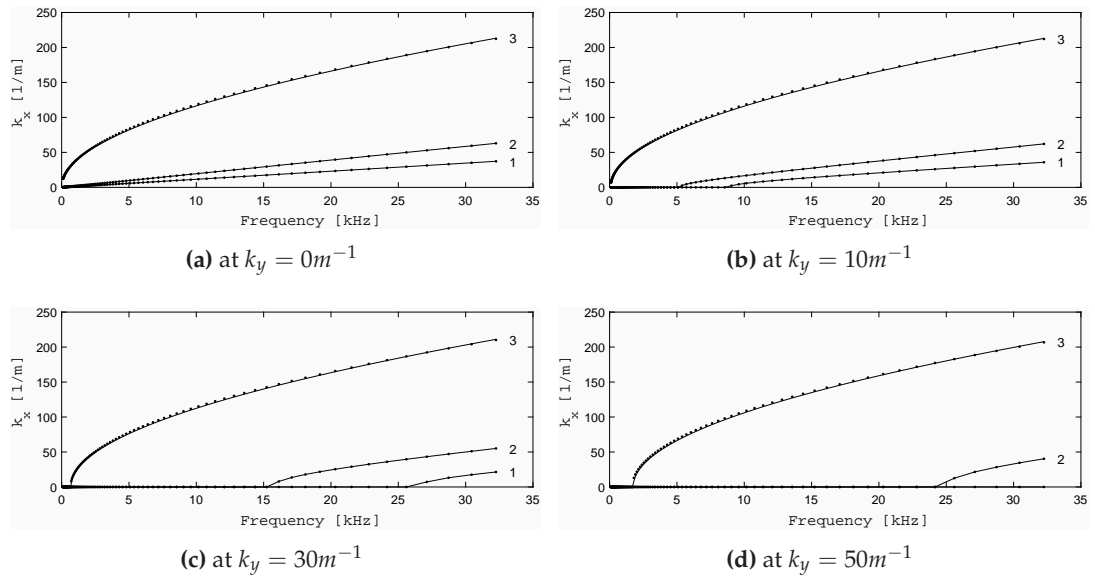 250
200
150
100
50
0
k_x [1/m]
3
2
1
0 5 10 15 20 25 30 35
Frequency [kHz]
(a) at k_y = 0m^{-1}
250
200
150
100
50
0
k_x [1/m]
3
2
1
0 5 10 15 20 25 30 35
Frequency [kHz]
(b) at k_y = 10m^{-1}
250
200
150
100
50
0
k_x [1/m]
3
2
1
0 5 10 15 20 25 30 35
Frequency [kHz]
(c) at k_y = 30m^{-1}
250
200
150
100
50
0
k_x [1/m]
3
2
0 5 10 15 20 25 30 35
Frequency [kHz]
(d) at k_y = 50m^{-1}